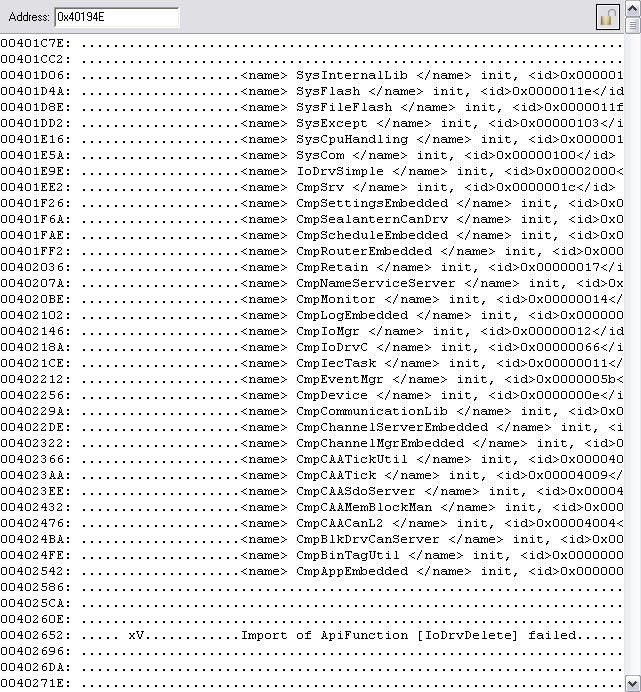 Address: 0x40194E
00401C7E: ......................................................................
00401CC2: ......................................................................
00401D06: ....................<name> SysInternalLib </name> init, <id>0x000001
00401D4A: ....................<name> SysFlash </name> init, <id>0x0000011e</id
00401D8E: ....................<name> SysFileFlash </name> init, <id>0x0000011f
00401DD2: ....................<name> SysExcept </name> init, <id>0x00000103</i
00401E16: ....................<name> SysCpuHandling </name> init, <id>0x000001
00401E5A: ....................<name> SysCom </name> init, <id>0x00000100</id>
00401E9E: ....................<name> IoDrvSimple </name> init, <id>0x00002000<
00401EE2: ....................<name> CmpSrv </name> init, <id>0x0000001c</id>
00401F26: ....................<name> CmpSettingsEmbedded </name> init, <id>0x0
00401F6A: ....................<name> CmpSealanternCanDrv </name> init, <id>0x0
00401FAE: ....................<name> CmpScheduleEmbedded </name> init, <id>0x0
00401FF2: ....................<name> CmpRouterEmbedded </name> init, <id>0x000
00402036: ....................<name> CmpRetain </name> init, <id>0x00000017</i
0040207A: ....................<name> CmpNameServiceServer </name> init, <id>0x
004020BE: ....................<name> CmpMonitor </name> init, <id>0x00000014</
00402102: ....................<name> CmpLogEmbedded </name> init, <id>0x000000
00402146: ....................<name> CmpIoMgr </name> init, <id>0x00000012</id
0040218A: ....................<name> CmpIoDrvC </name> init, <id>0x00000066</i
004021CE: ....................<name> CmpIecTask </name> init, <id>0x00000011</
00402212: ....................<name> CmpEventMgr </name> init, <id>0x0000005b<
00402256: ....................<name> CmpDevice </name> init, <id>0x0000000e</i
0040229A: ....................<name> CmpCommunicationLib </name> init, <id>0x0
004022DE: ....................<name> CmpChannelServerEmbedded </name> init, <i
00402322: ....................<name> CmpChannelMgrEmbedded </name> init, <id>0
00402366: ....................<name> CmpCAATickUtil </name> init, <id>0x000040
004023AA: ....................<name> CmpCAATick </name> init, <id>0x00004009</
004023EE: ....................<name> CmpCAASdoServer </name> init, <id>0x00004
00402432: ....................<name> CmpCAAMemBlockMan </name> init, <id>0x000
00402476: ....................<name> CmpCAACanL2 </name> init, <id>0x00004004<
004024BA: ....................<name> CmpBlkDrvCanServer </name> init, <id>0x00
004024FE: ....................<name> CmpBinTagUtil </name> init, <id>0x0000000
00402542: ....................<name> CmpAppEmbedded </name> init, <id>0x000000
00402586: ......................................................................
004025CA: ......................................................................
0040260E: ......................................................................
00402652: ..... xV............Import of ApiFunction [IoDrvDelete] failed......
00402696: ......................................................................
004026DA: ......................................................................
0040271E: ......................................................................